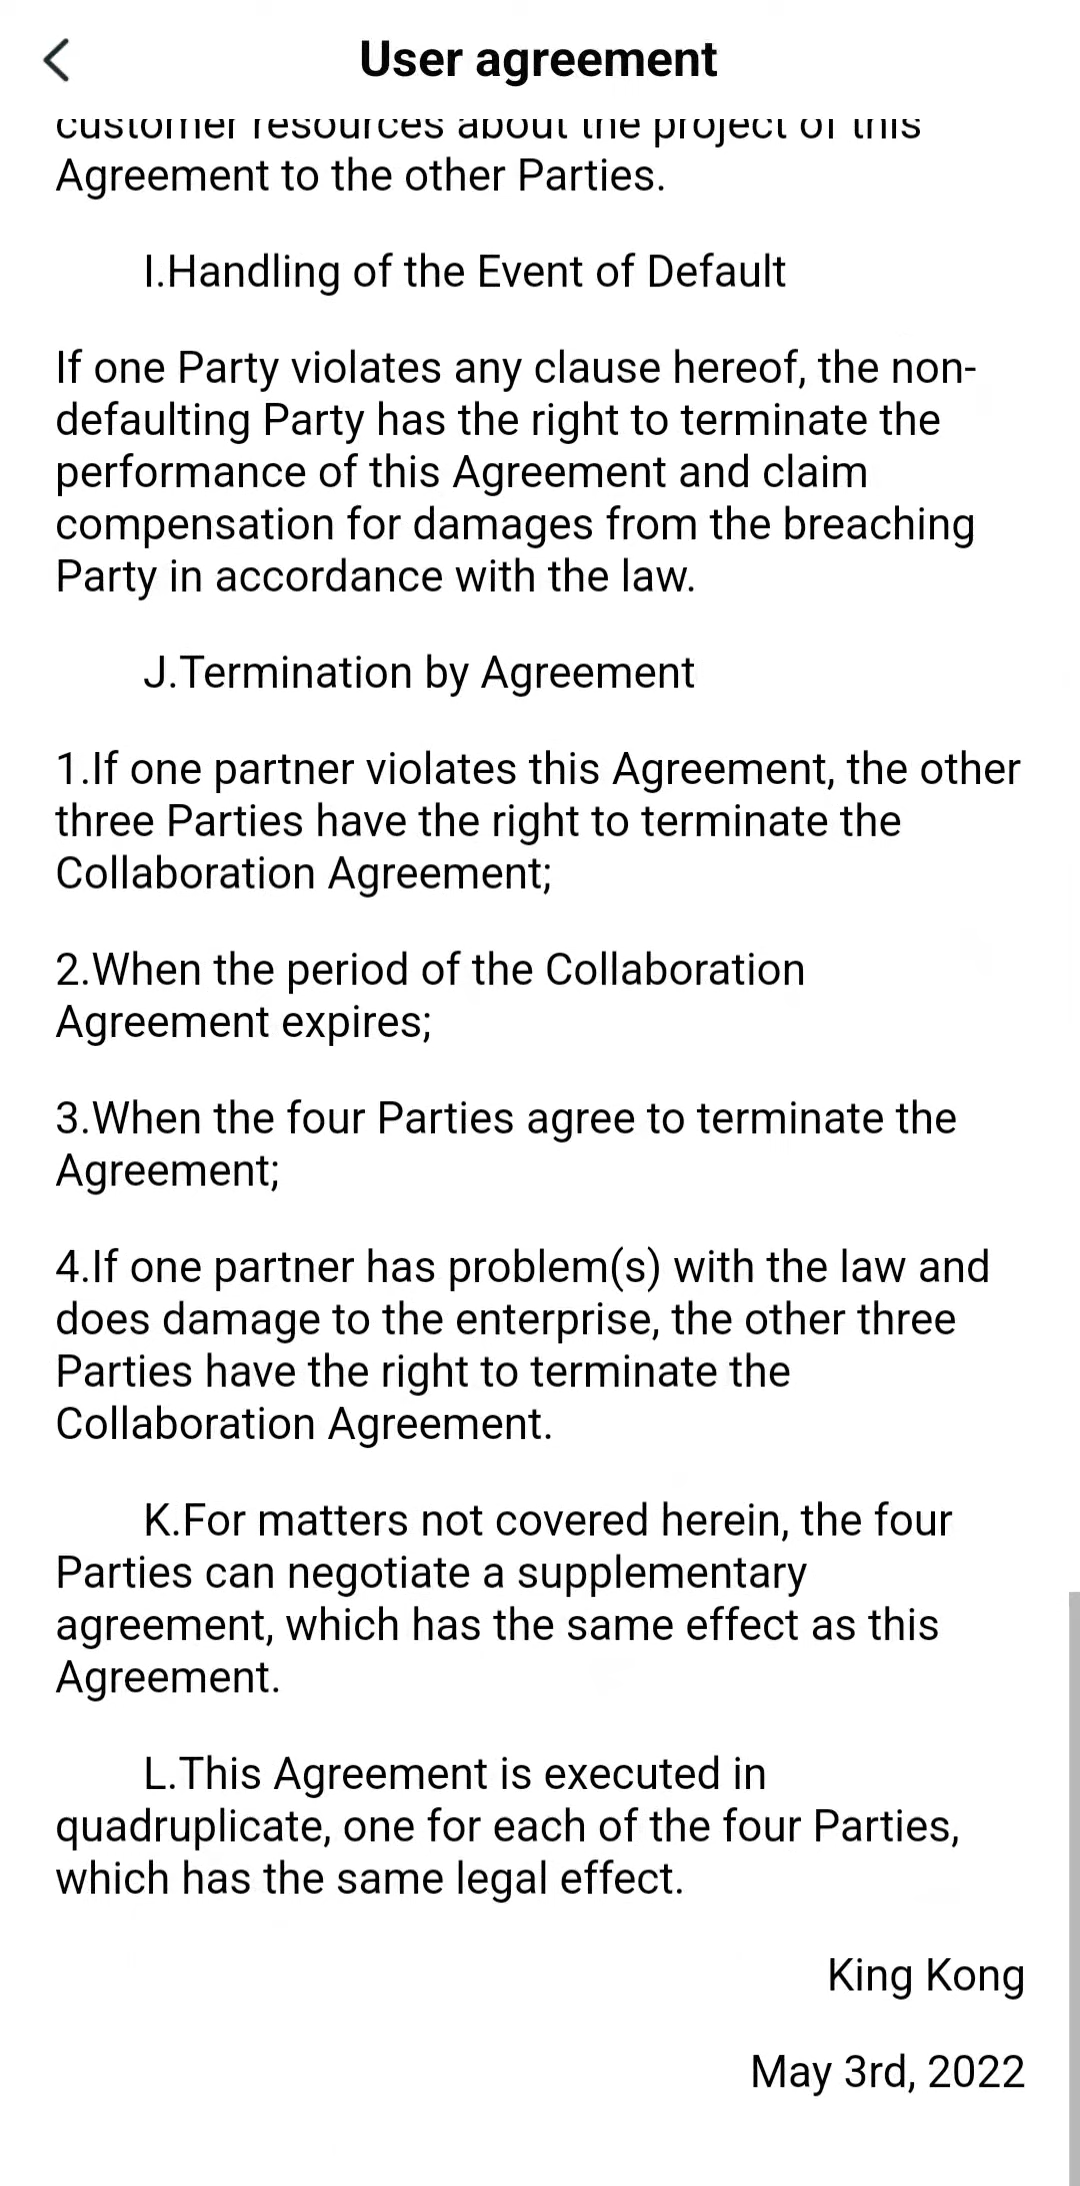 User agreement
customer resources about the project of this
Agreement to the other Parties.
I.Handling of the Event of Default
If one Party violates any clause hereof, the non-
defaulting Party has the right to terminate the
performance of this Agreement and claim
compensation for damages from the breaching
Party in accordance with the law.
J.Termination by Agreement
1.If one partner violates this Agreement, the other
three Parties have the right to terminate the
Collaboration Agreement;
2.When the period of the Collaboration
Agreement expires;
3.When the four Parties agree to terminate the
Agreement;
4.If one partner has problem(s) with the law and
does damage to the enterprise, the other three
Parties have the right to terminate the
Collaboration Agreement.
K.For matters not covered herein, the four
Parties can negotiate a supplementary
agreement, which has the same effect as this
Agreement.
L.This Agreement is executed in
quadruplicate, one for each of the four Parties,
which has the same legal effect.
King Kong
May 3rd, 2022